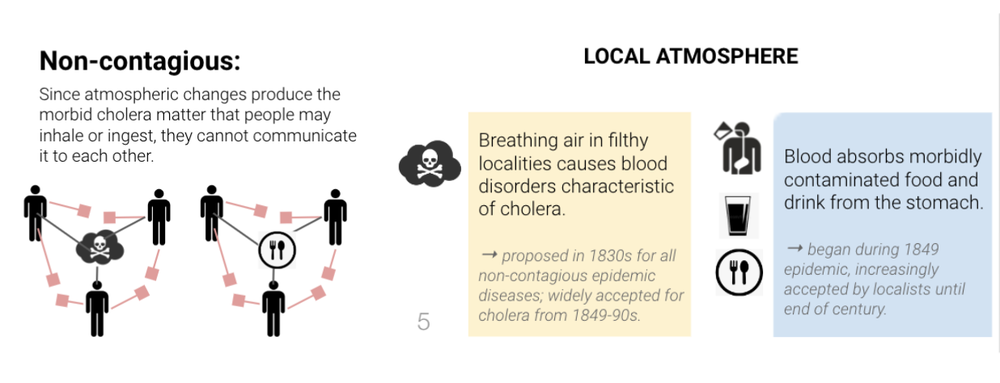 Non-contagious:
Since atmospheric changes produce the
morbid cholera matter that people may
inhale or ingest, they cannot communicate
it to each other.
LOCAL ATMOSPHERE
Breathing air in filthy
localities causes blood
disorders characteristic
of cholera.
→ proposed in 1830s for all
non-contagious epidemic
diseases; widely accepted for
cholera from 1849-90s.
Blood absorbs morbidly
contaminated food and
drink from the stomach.
→ began during 1849
epidemic, increasingly
accepted by localists until
end of century.
5